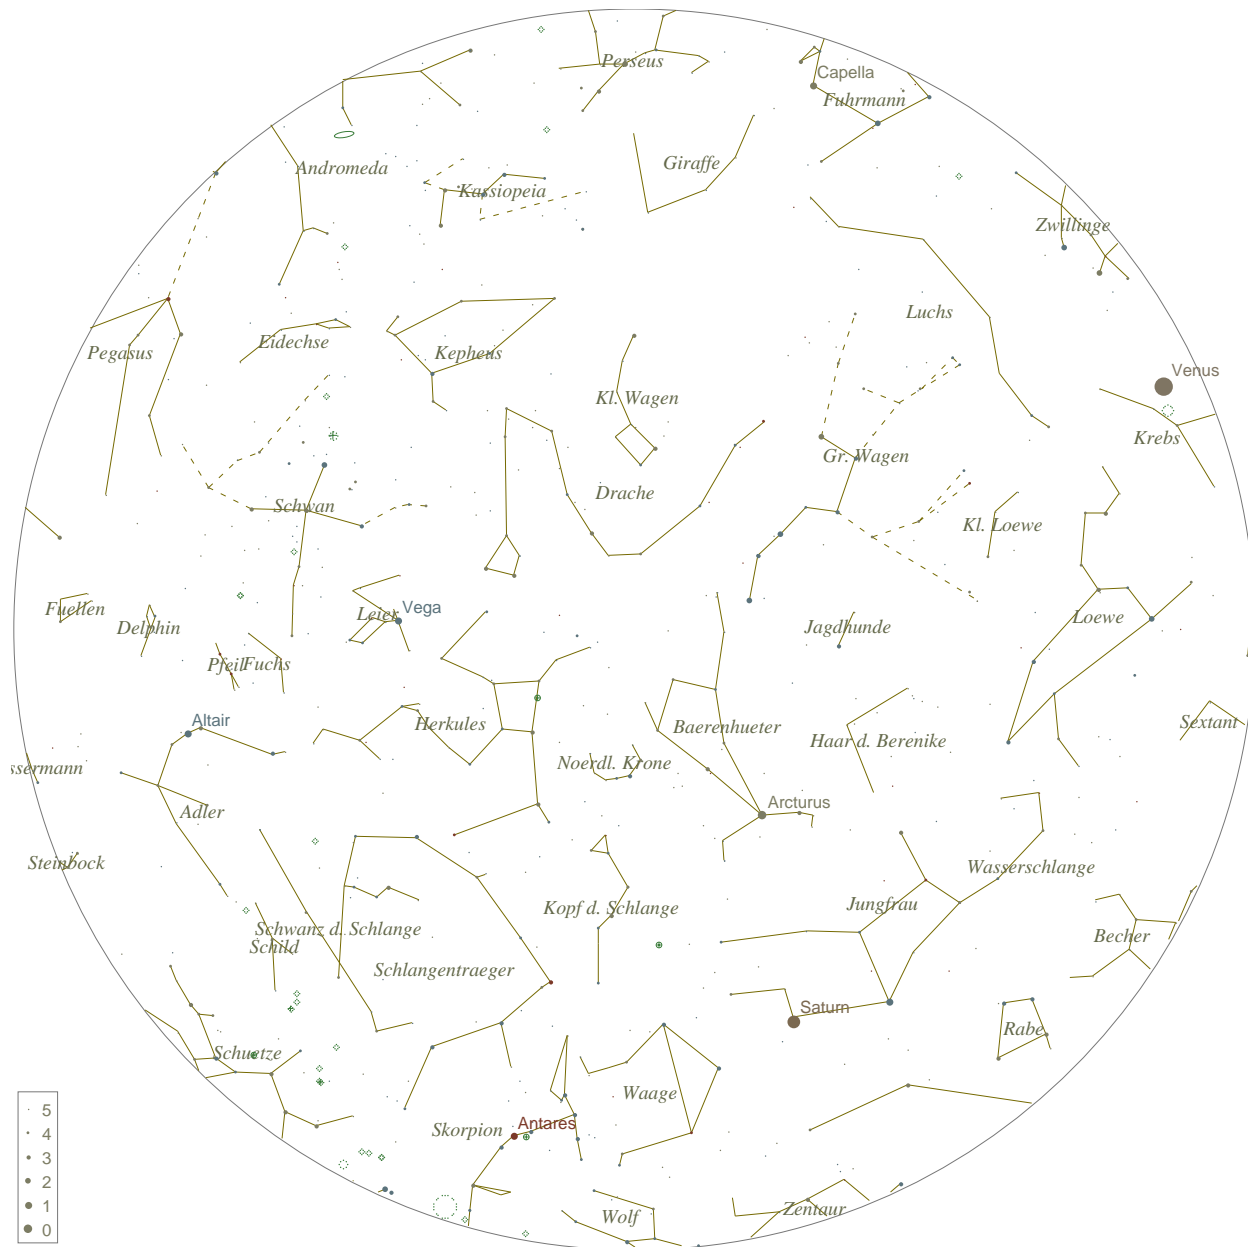 Perseus
Capella
Fuhrmann
Andromeda
Giraffe
Kassiopeia
Zwillinge
Luchs
Pegasus
Eidechse
Kepheus
Venus
Kl. Wagen
Krebs
Gr. Wagen
Drache
Schwan
Kl. Loewe
Fuellen
Delphin
Leier
Vega
Jagdhunde
Loewe
Pfeil
Fuchs
Altair
Herkules
Baerenhueter
Haar d. Berenike
Sextant
ssermann
Noerdl. Krone
Adler
Arcturus
Steinbock
Wasserschlange
Kopf d. Schlange
Jungfrau
Schwanz d. Schlange
Schild
Becher
Schlangentraeger
Saturn
Rabe
Schuetze
Waage
Skorpion
Antares
Wolf
Zentaur
5
4
3
2
1
0